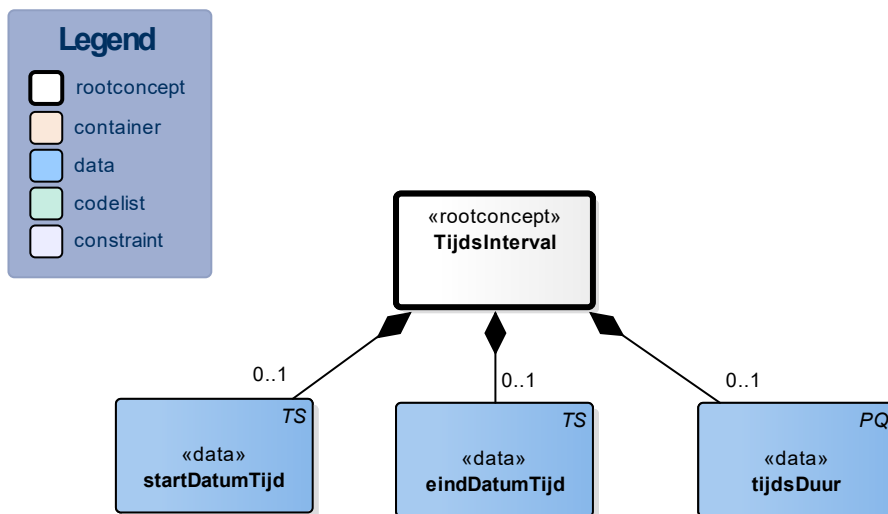 Legend
rootconcept
container
data
codelist
constraint
«rootconcept»
TijdsInterval
0..1
0..1
0..1
TS
«data»
startDatumTijd
TS
«data»
eindDatumTijd
PQ
«data»
tijdsDuur